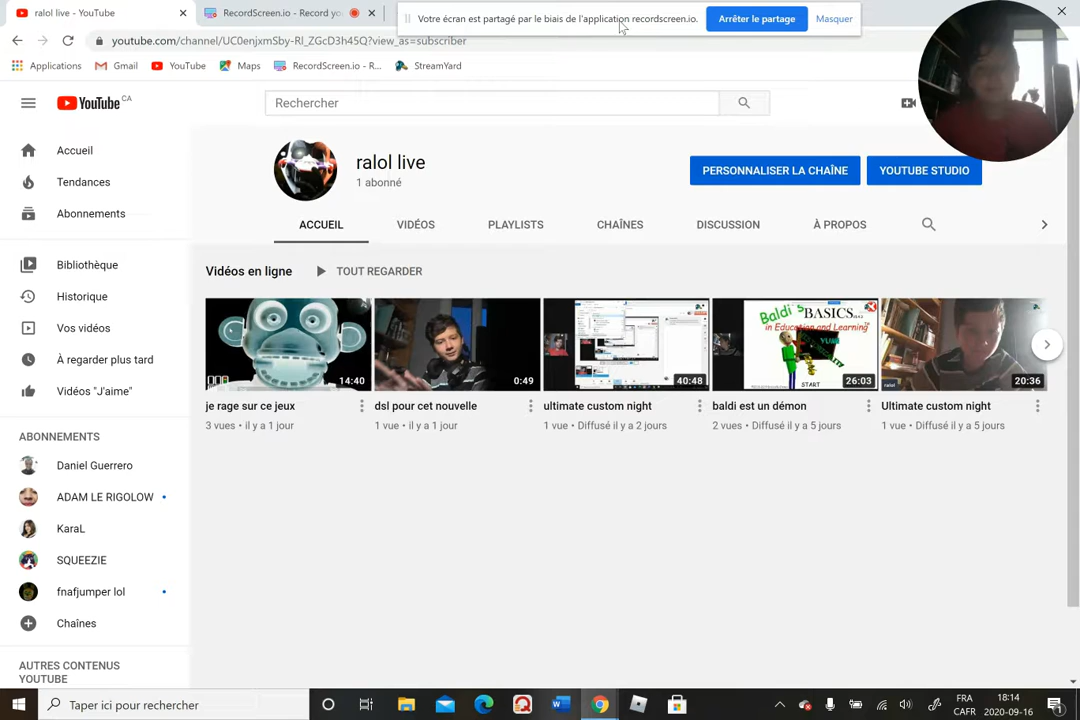 ralol live - YouTube
RecordScreen.io - Record yo
Votre écran est partagé par le biais de l'application recordscreen.io.
Arrêter le partage
Masquer
youtube.com/channel/UC0enjxmSby-Rl_ZGcD3h45Q?view_as=subscriber
Applications
Gmail
YouTube
Maps
RecordScreen.io - R...
StreamYard
YouTube CA
Rechercher
ralol live
1 abonné
PERSONNALISER LA CHAÎNE
YOUTUBE STUDIO
Accueil
Tendances
Abonnements
ACCUEIL
VIDÉOS
PLAYLISTS
CHAÎNES
DISCUSSION
À PROPOS
Bibliothèque
Historique
Vos vidéos
À regarder plus tard
Vidéos "J'aime"
Vidéos en ligne
TOUT REGARDER
14:40
0:49
40:48
Baldi's BASICS
in Education and Learning
START
26:03
ralol
20:36
je rage sur ce jeux
3 vues • il y a 1 jour
dsl pour cet nouvelle
1 vue • il y a 1 jour
ultimate custom night
1 vue • Diffusé il y a 2 jours
baldi est un démon
2 vues • Diffusé il y a 5 jours
Ultimate custom night
1 vue • Diffusé il y a 5 jours
ABONNEMENTS
Daniel Guerrero
ADAM LE RIGOLOW
KaraL
SQUEEZIE
fnafjumper lol
Chaînes
AUTRES CONTENUS
YOUTUBE
Taper ici pour rechercher
FRA
CAFR
18:14
2020-09-16